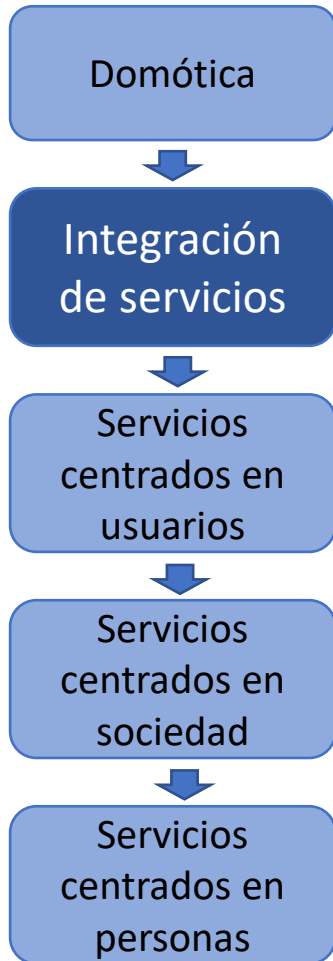 Domótica
Integración
de servicios
Servicios
centrados en
usuarios
Servicios
centrados en
sociedad
Servicios
centrados en
personas